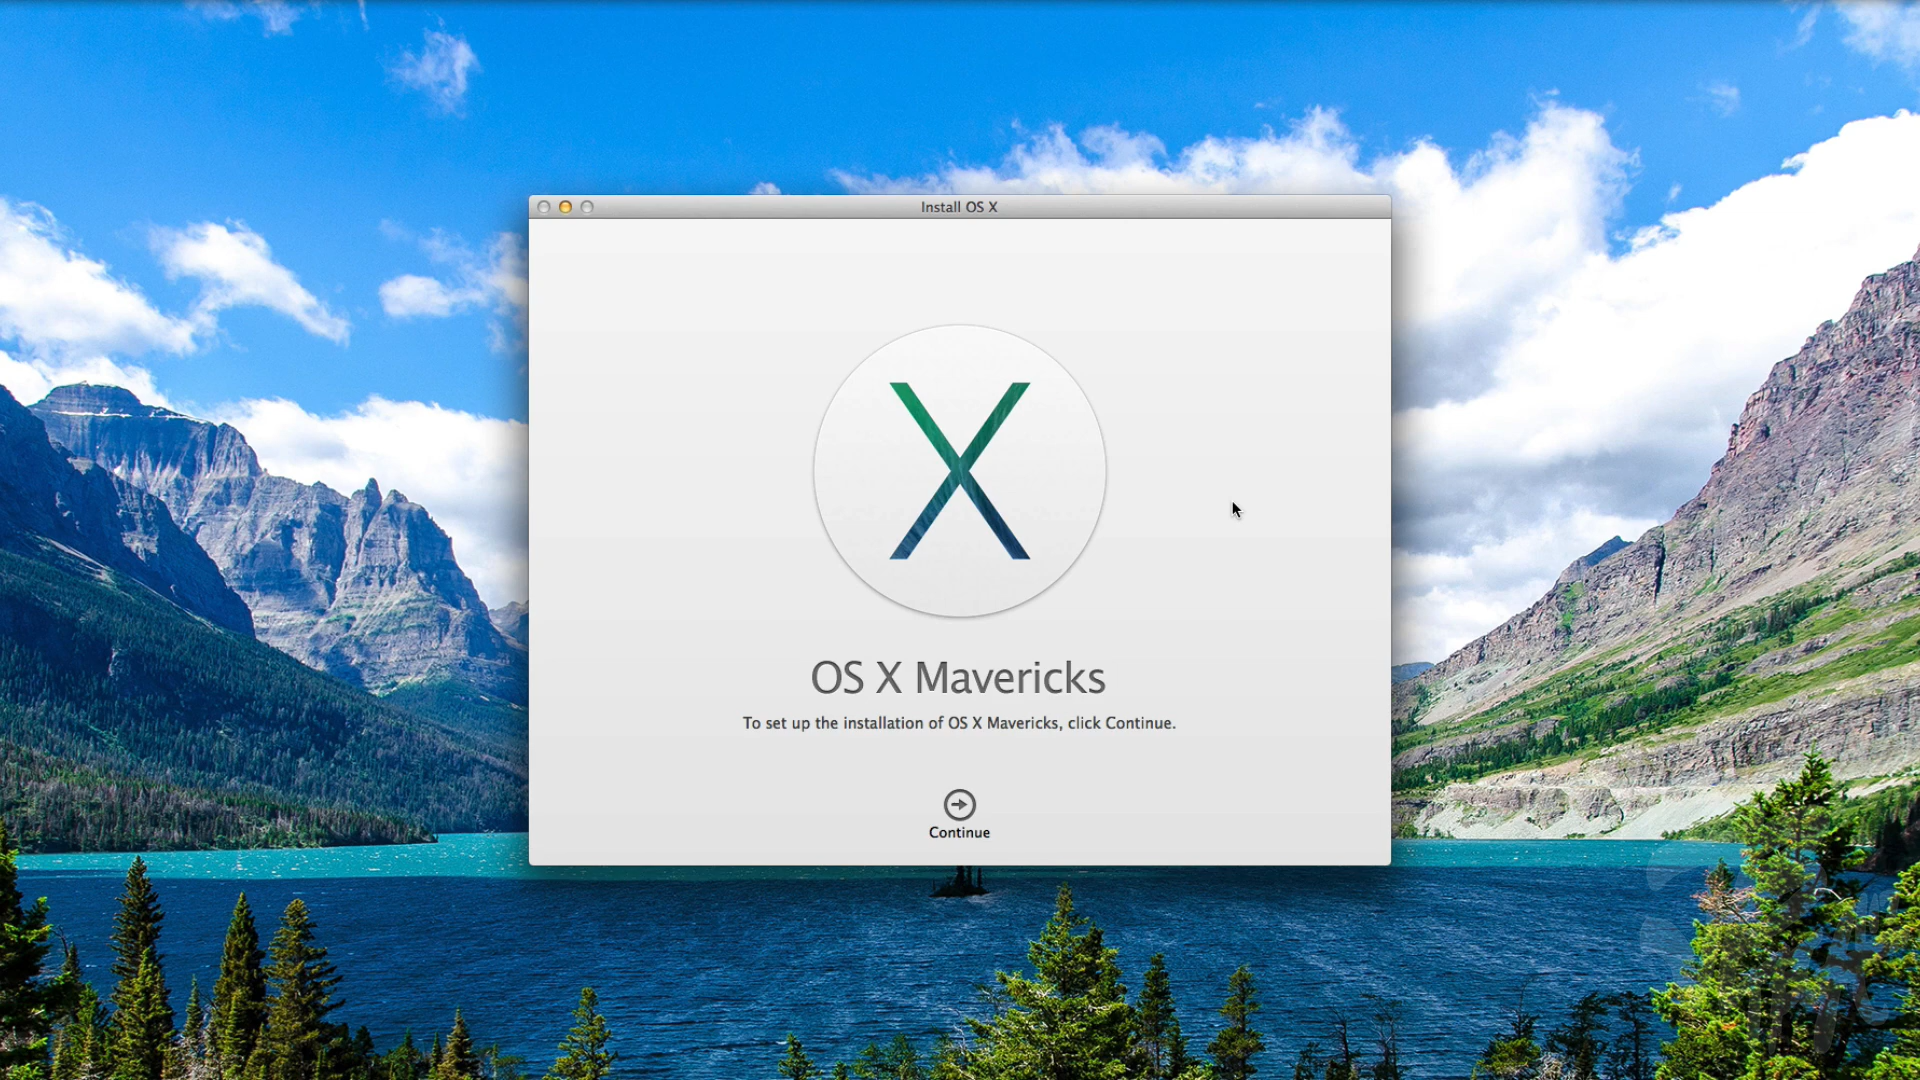 Install OS X
X
OS X Mavericks
To set up the installation of OS X Mavericks, click Continue.
Continue